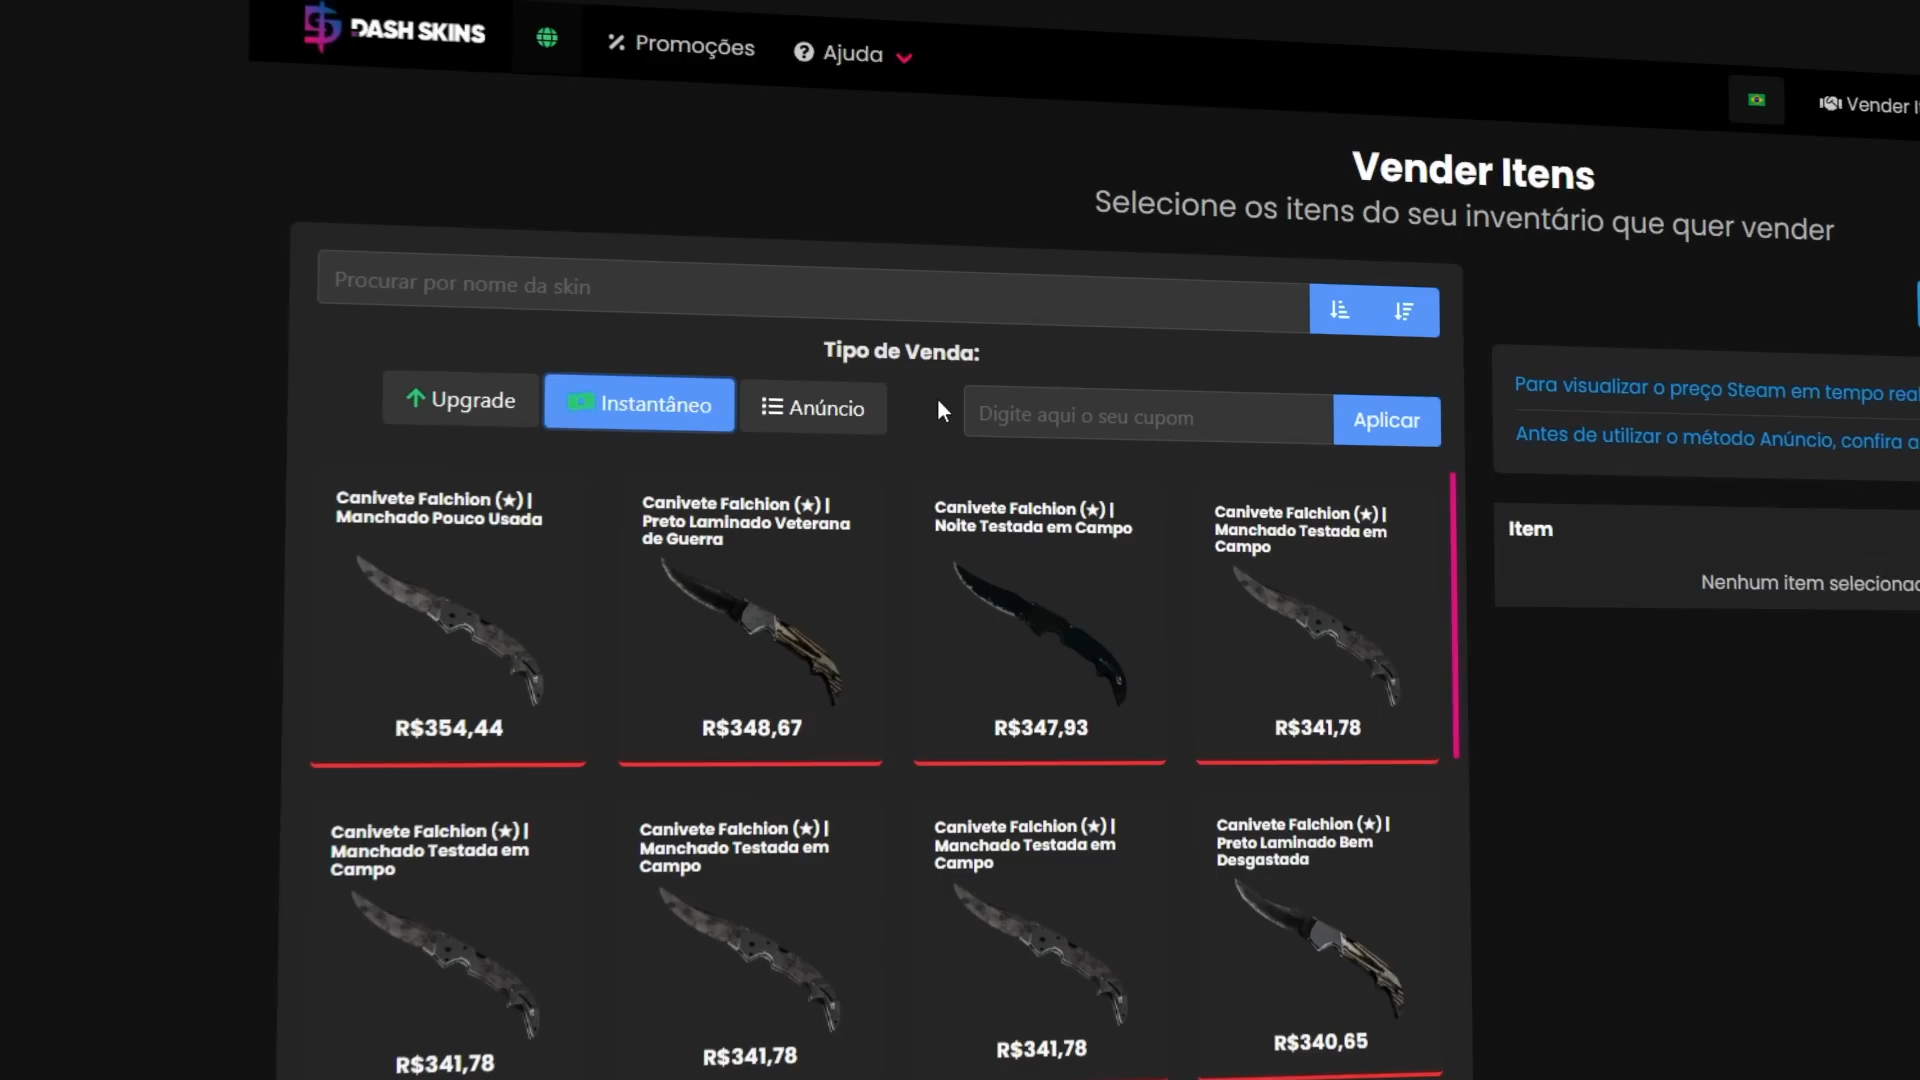 DASH SKINS
Promoções
Ajuda
Vender
Vender Itens
Selecione os itens do seu inventário que quer vender
Procurar por nome da skin
Tipo de Venda:
Upgrade
Instantâneo
Anúncio
Digite aqui o seu cupom
Aplicar
Para visualizar o preço Steam em tempo real
Antes de utilizar o método Anúncio, confira a
Canivete Falchion (★) |
Manchado Pouco Usada
R$354,44
Canivete Falchion (★) |
Preto Laminado Veterana
de Guerra
R$348,67
Canivete Falchion (★) |
Noite Testada em Campo
R$347,93
Canivete Falchion (★) |
Manchado Testada em
Campo
R$341,78
Item
Nenhum item
Canivete Falchion (★) |
Manchado Testada em
Campo
R$341,78
Canivete Falchion (★) |
Manchado Testada em
Campo
R$341,78
Canivete Falchion (★) |
Manchado Testada em
Campo
R$341,78
Canivete Falchion (★) |
Preto Laminado Bem
Desgastada
R$340,65